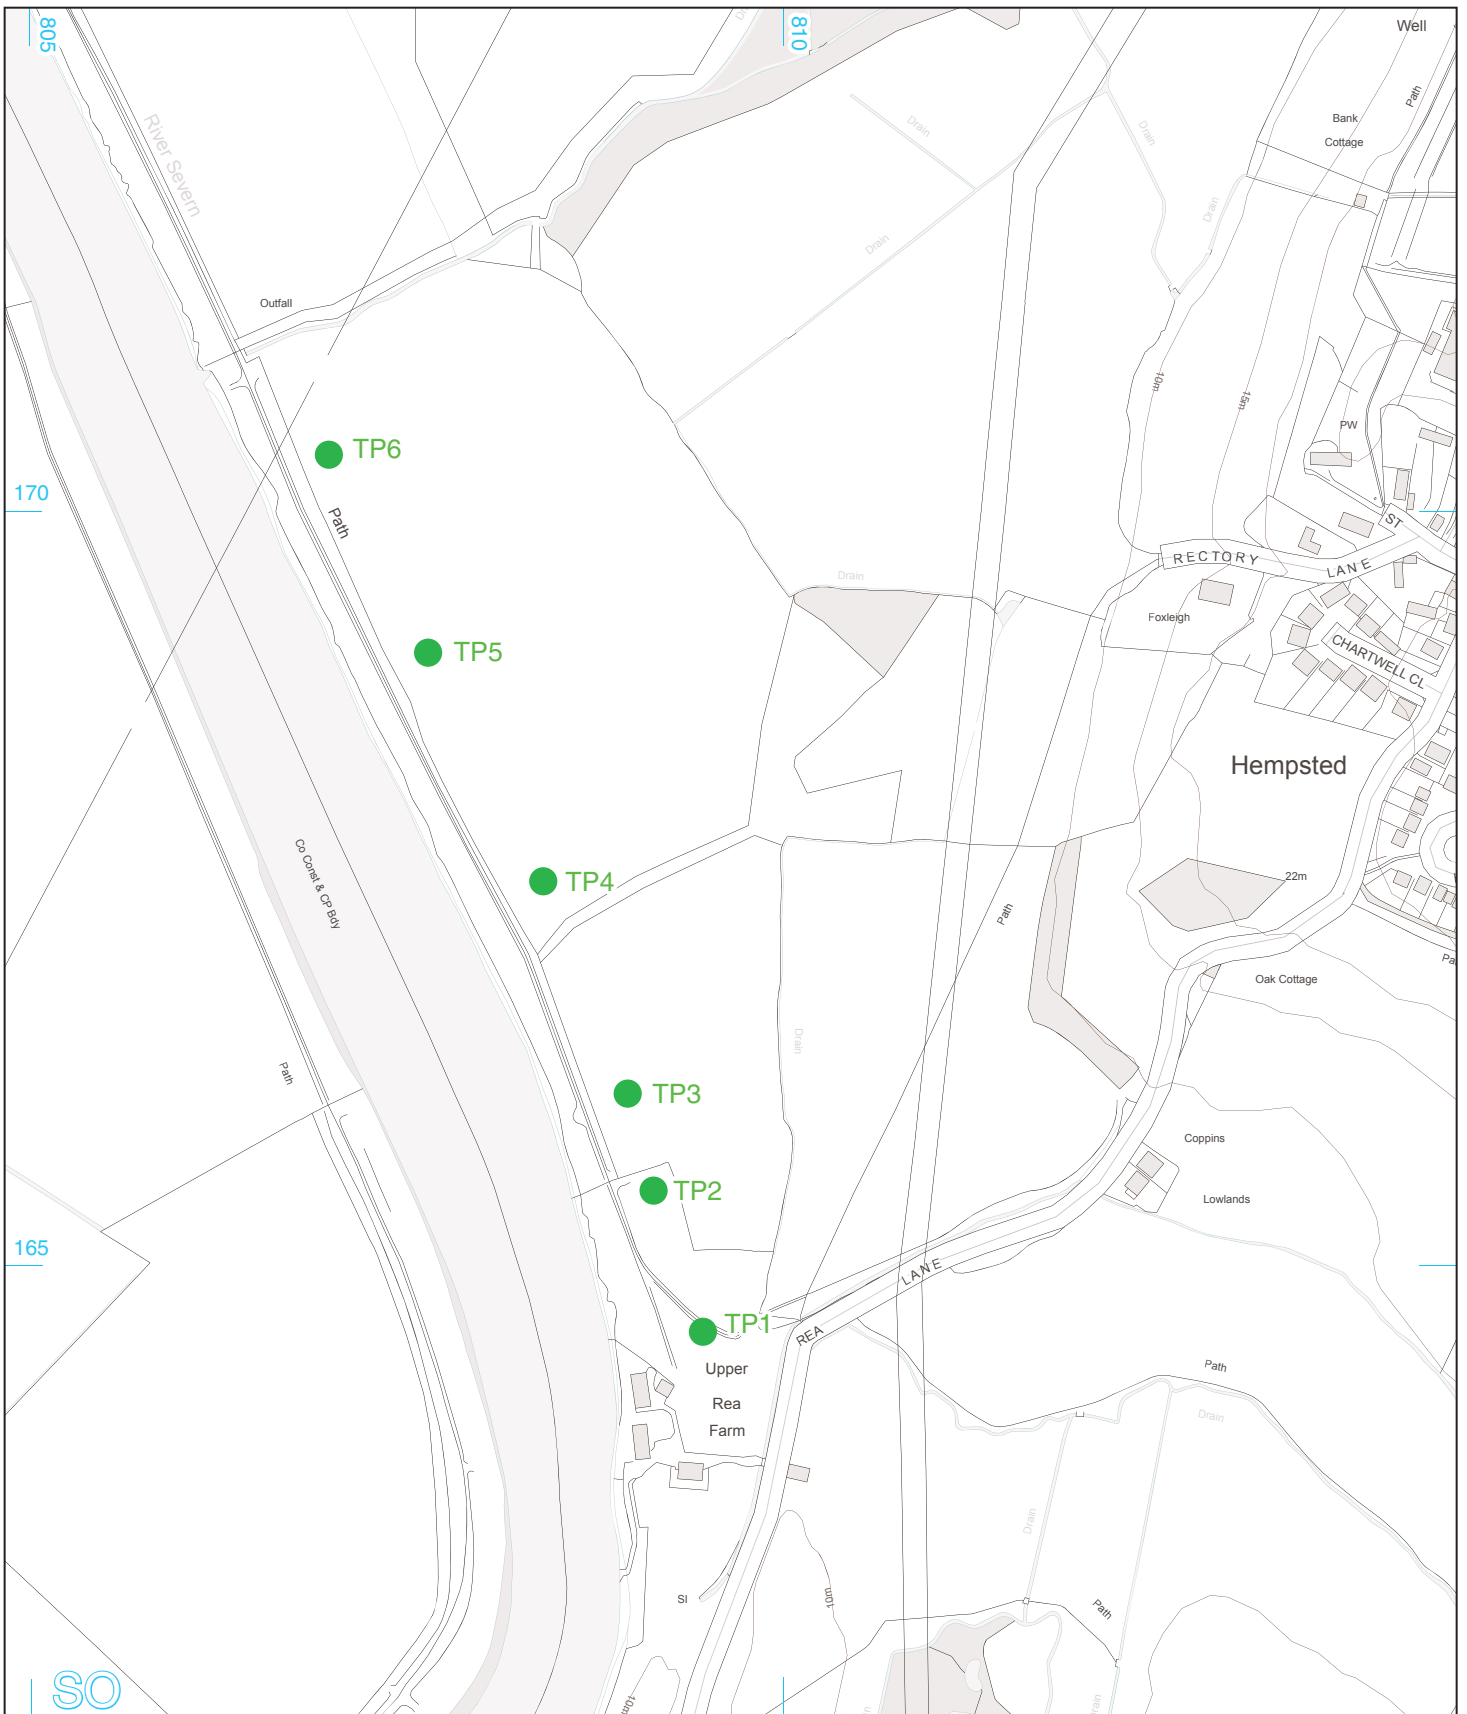 805
810
Well
Path
Bank
Cottage
River Severn
Drain
Drain
Drain
Drain
Outfall
10m
15m
PW
TP6
170
Path
ST
RECTORY LANE
Drain
Foxleigh
TP5
CHARTWELL CL
Hempsted
Co Const & CP Bdy
TP4
22m
Path
Oak Cottage
Drain
Path
TP3
Coppins
TP2
Lowlands
165
REA LANE
TP1
Upper
Rea
Farm
Path
Drain
Drain
SI
10m
Path
10m
SO